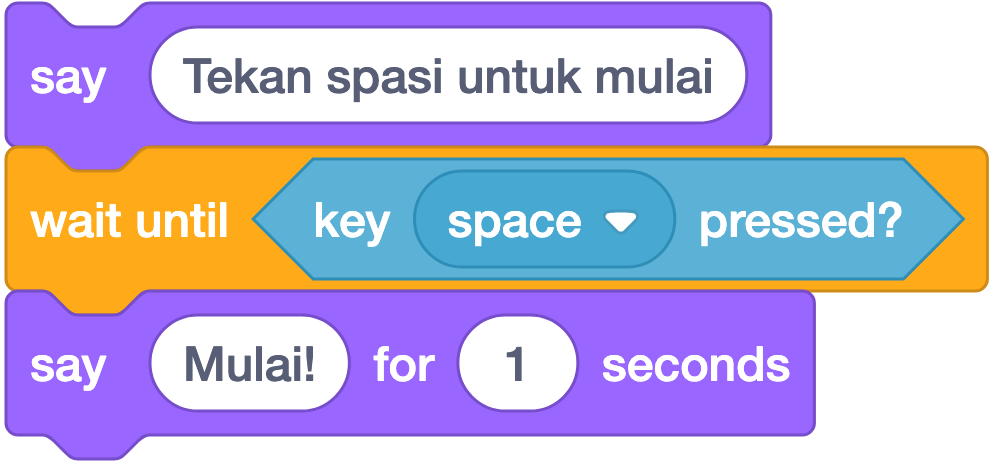 say Tekan spasi untuk mulai
wait until key space pressed?
say Mulai! for 1 seconds